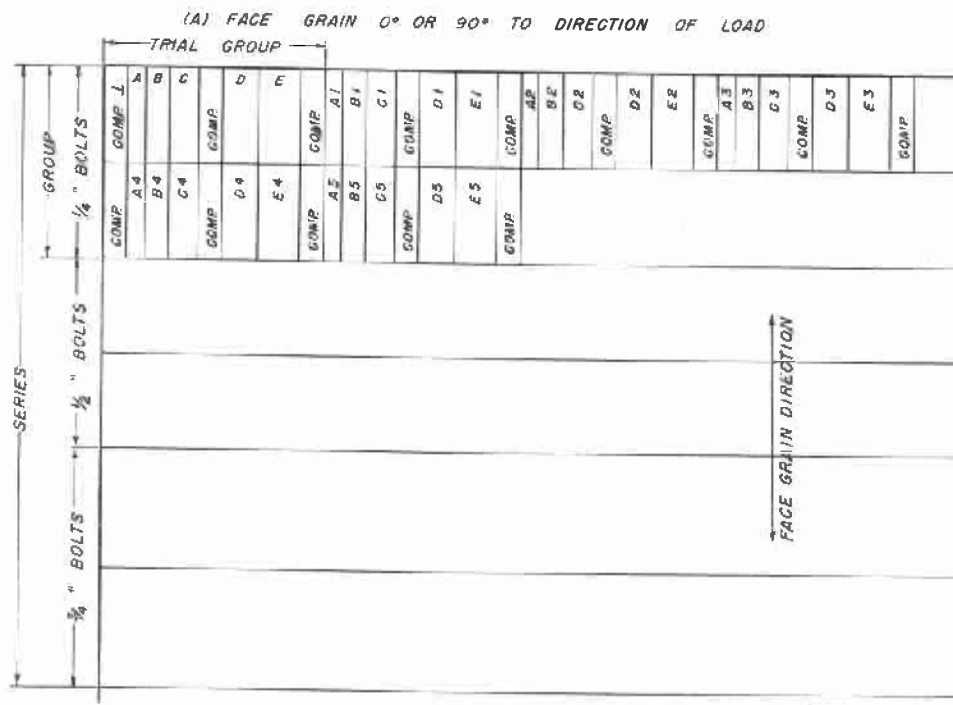 (A) FACE GRAIN 0° OR 90° TO DIRECTION OF LOAD
TRIAL GROUP
SERIES
GROUP
1/4 " BOLTS
COMP. ⊥ A B C COMP. D E COMP. A1 B1 C1 COMP. D1 E1 COMP. A2 B2 C2 COMP. D2 E2 COMP. A3 B3 C3 COMP. D3 E3 COMP.
COMP. A4 B4 C4 COMP. D4 E4 COMP. A5 B5 C5 COMP. D5 E5 COMP.
1/2 " BOLTS
3/4 " BOLTS
FACE GRAIN DIRECTION